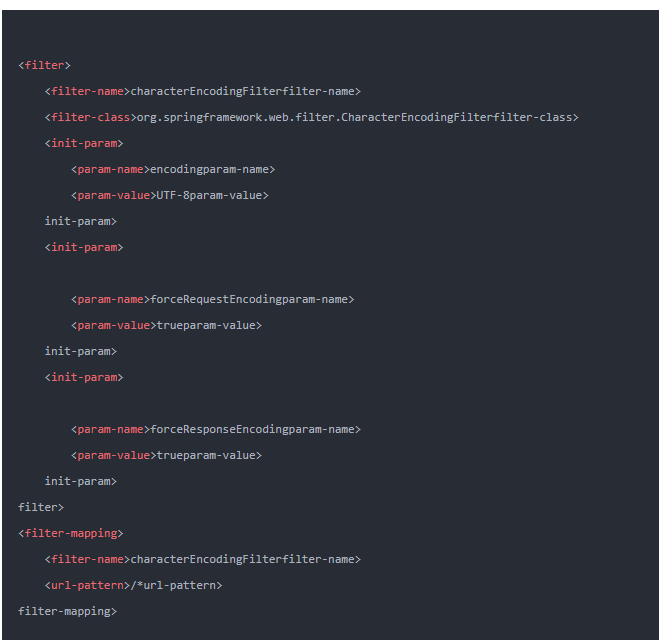 <filter>
<filter-name>characterEncodingFilterfilter-name>
<filter-class>org.springframework.web.filter.CharacterEncodingFilterfilter-class>
<init-param>
<param-name>encodingparam-name>
<param-value>UTF-8param-value>
init-param>
<init-param>
<param-name>forceRequestEncodingparam-name>
<param-value>trueparam-value>
init-param>
<init-param>
<param-name>forceResponseEncodingparam-name>
<param-value>trueparam-value>
init-param>
filter>
<filter-mapping>
<filter-name>characterEncodingFilterfilter-name>
<url-pattern>/*url-pattern>
filter-mapping>